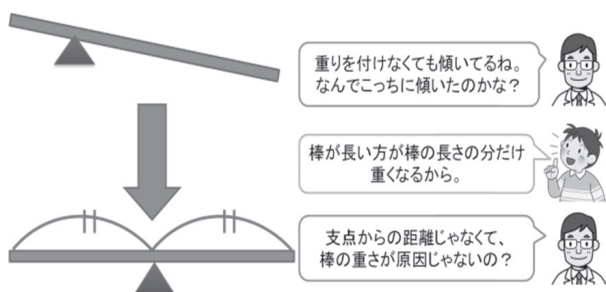 重りを付けなくても傾いてるね。
なんでこっちに傾いたのかな？
棒が長い方が棒の長さの分だけ
重くなるから。
支点からの距離じゃなくて、
棒の重さが原因じゃないの？